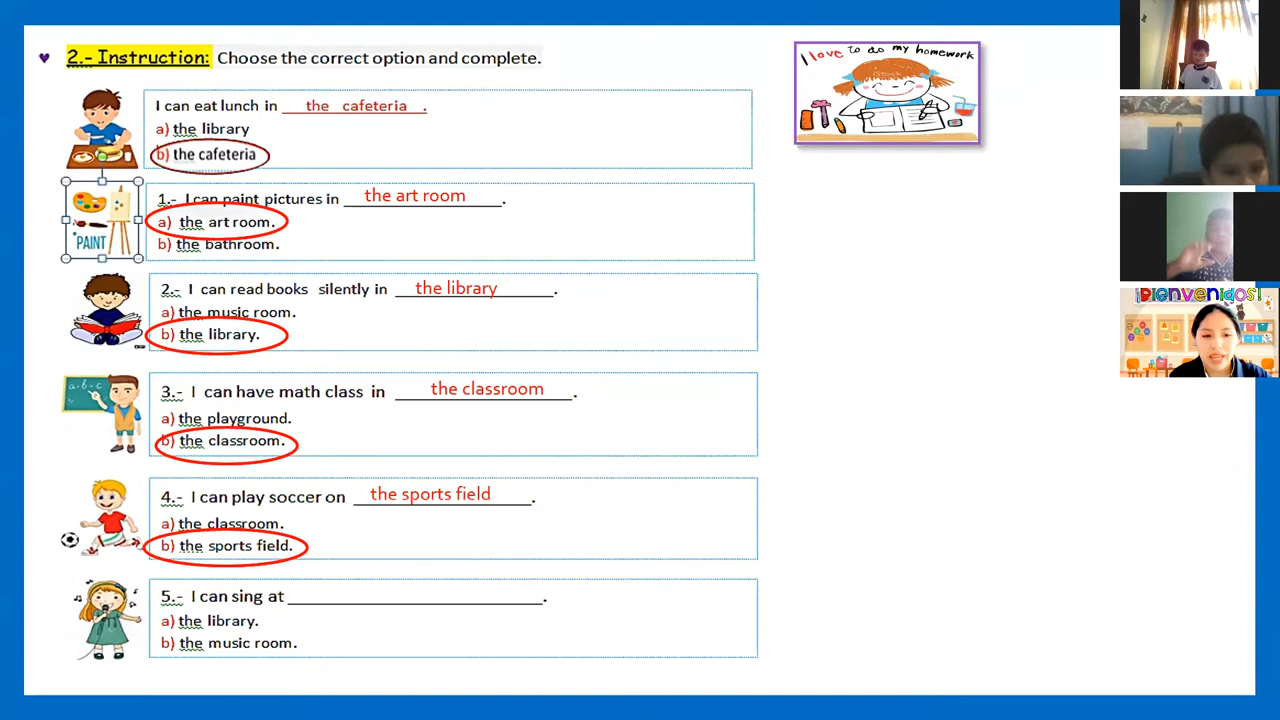 2.- Instruction: Choose the correct option and complete.
I love to do my homework
I can eat lunch in the cafeteria .
a) the library
b) the cafeteria
1.- I can paint pictures in the art room .
a) the art room.
b) the bathroom.
PAINT
2.- I can read books silently in the library .
a) the music room.
b) the library.
a-b=c
3.- I can have math class in the classroom .
a) the playground.
b) the classroom.
4.- I can play soccer on the sports field .
a) the classroom.
b) the sports field.
5.- I can sing at ______________________.
a) the library.
b) the music room.
¡Bienvenidos!